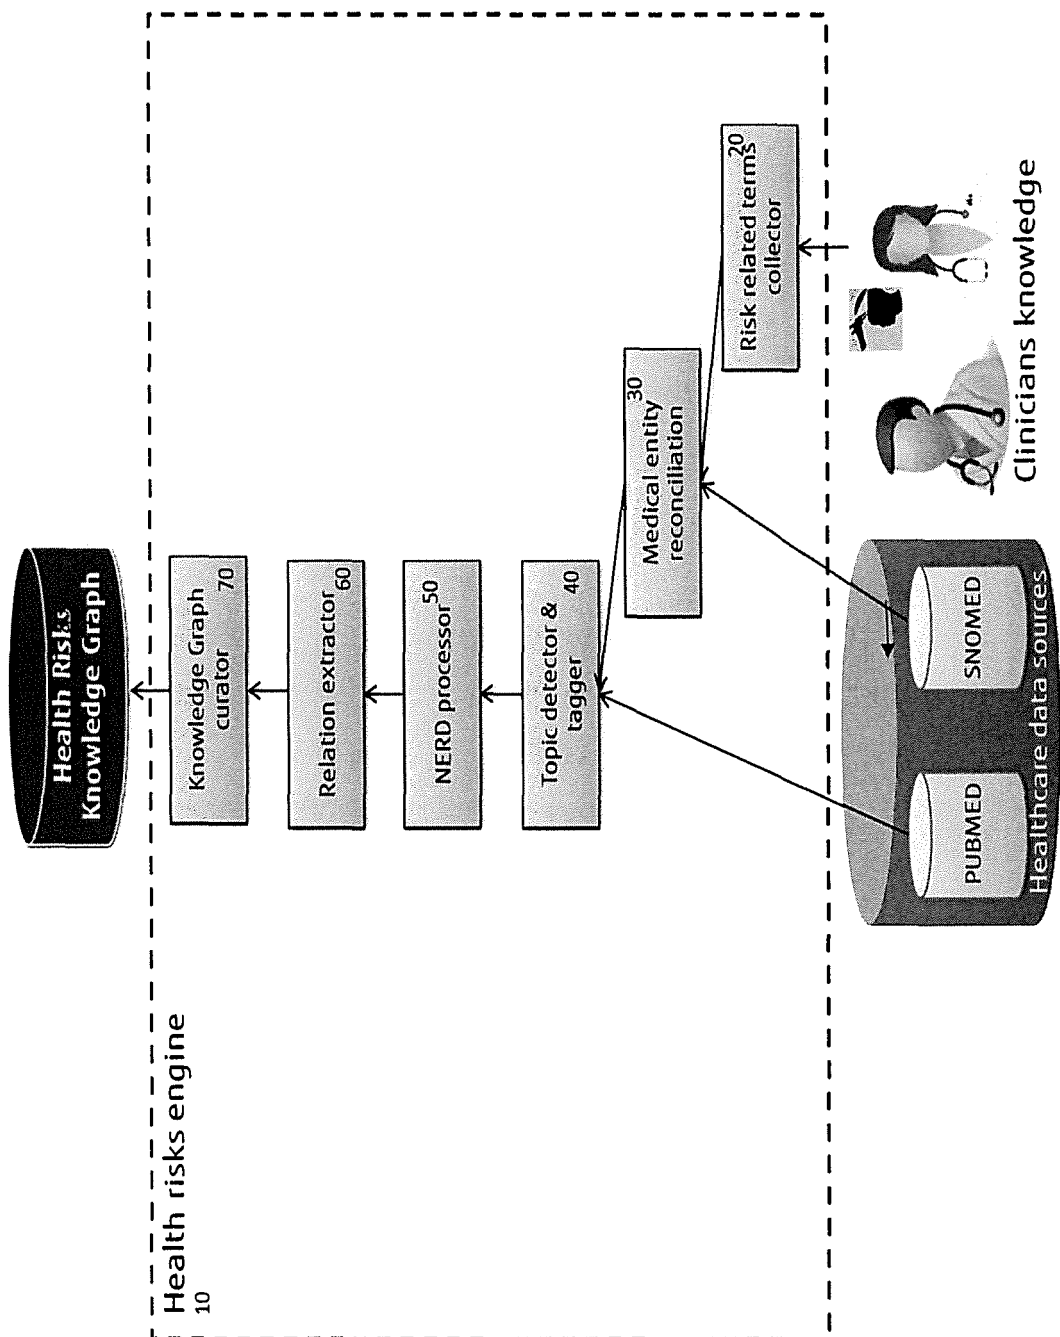 Health Risks
Knowledge Graph
Health risks engine
10
Knowledge Graph
curator
70
Relation extractor
60
NERD processor
50
Topic detector &
tagger
40
Medical entity
reconciliation
30
Risk related terms
collector
20
PUBMED
SNOMED
Healthcare data sources
Clinicians knowledge